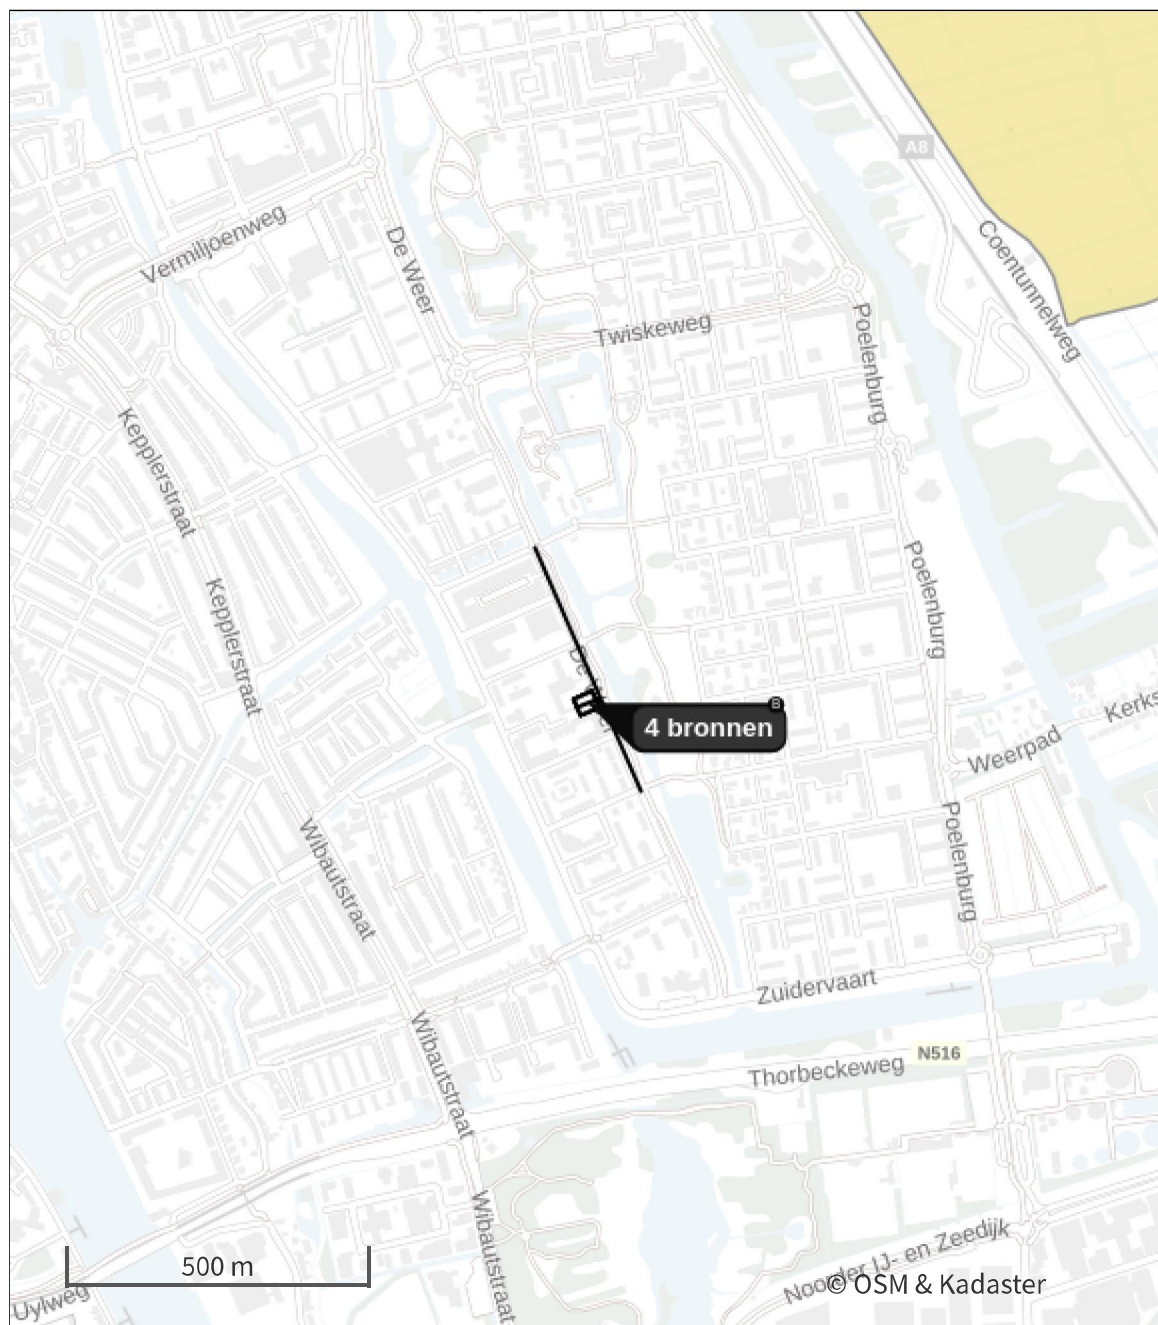 A8
Vermiljoenweg
De Weer
Coentunnelweg
Twiskeweg
Poelenburg
Kepplerstraat
Poelenburg
Kepplerstraat
De
B
4 bronnen
Kerks
Weerpad
Poelenburg
Wibautstraat
Zuidervaart
Wibautstraat
N516
Thorbeckeweg
Wibautstraat
Noorder IJ- en Zeedijk
500 m
© OSM & Kadaster
Uylweg